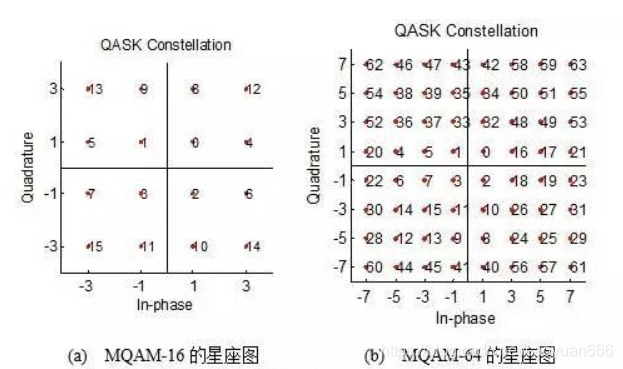 QASK Constellation
3 13 9 8 12
1 5 1 0 4
-1 7 3 2 6
-3 15 11 10 14
-3 -1 1 3
Quadrature
In-phase
(a) MQAM-16 的星座图
QASK Constellation
7 62 46 47 43 42 58 59 63
5 54 38 39 35 34 50 51 55
3 52 36 37 33 32 48 49 53
1 20 4 5 1 0 16 17 21
-1 22 6 7 3 2 18 19 23
-3 30 14 15 11 10 26 27 31
-5 28 12 13 9 8 24 25 29
-7 60 44 45 41 40 56 57 61
-7 -5 -3 -1 1 3 5 7
Quadrature
In-phase
(b) MQAM-64 的星座图